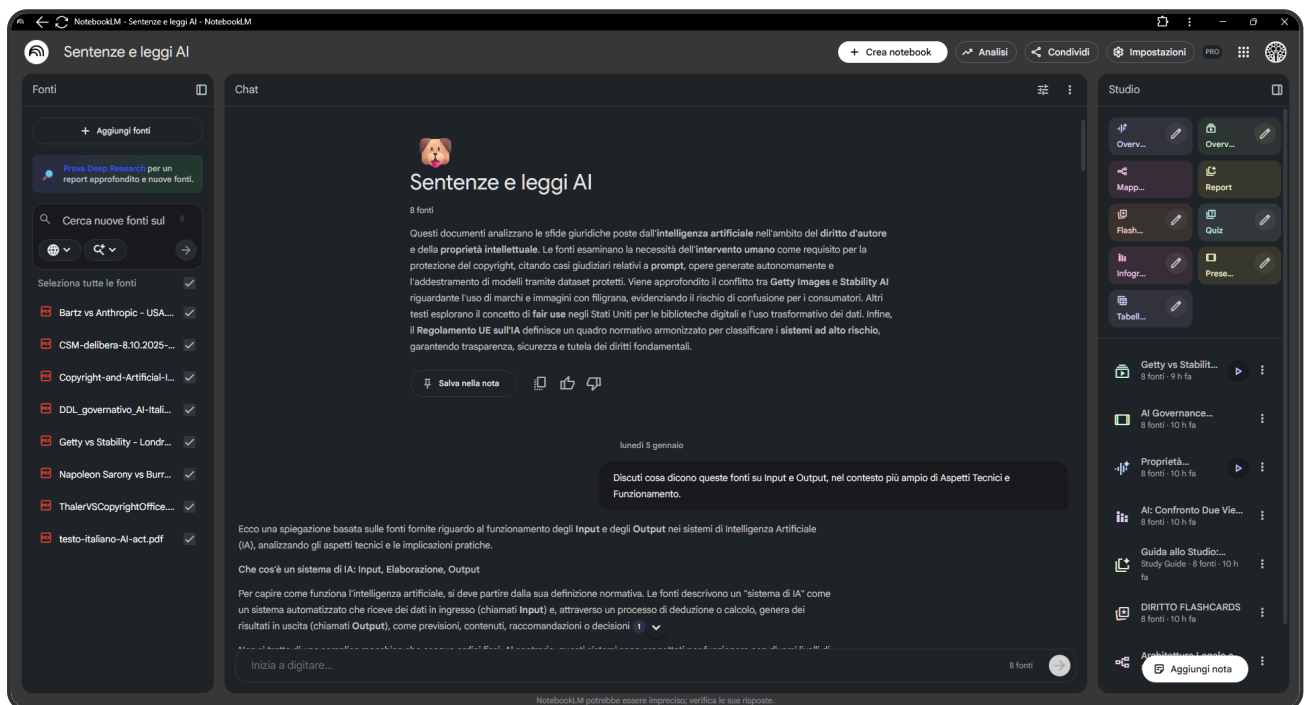 NotebookLM - Sentenze e leggi AI - NotebookLM
Sentenze e leggi AI
+ Crea notebook
Analisi
Condividi
Impostazioni
PRO
Fonti
+ Aggiungi fonti
Prova Deep Research per un
report approfondito e nuove fonti.
Cerca nuove fonti sul
Seleziona tutte le fonti
Bartz vs Anthropic - USA....
CSM-delibera-8.10.2025-...
Copyright-and-Artificial-I...
DDL_governativo_AI-Itali...
Getty vs Stability - Londr...
Napoleon Sarony vs Burr...
ThalerVSCopyrightOffice....
testo-italiano-AI-act.pdf
Chat
Sentenze e leggi AI
8 fonti
Questi documenti analizzano le sfide giuridiche poste dall'intelligenza artificiale nell'ambito del diritto d'autore
e della proprietà intellettuale. Le fonti esaminano la necessità dell'intervento umano come requisito per la
protezione del copyright, citando casi giudiziari relativi a prompt, opere generate autonomamente e
l'addestramento di modelli tramite dataset protetti. Viene approfondito il conflitto tra Getty Images e Stability AI
riguardante l'uso di marchi e immagini con filigrana, evidenziando il rischio di confusione per i consumatori. Altri
testi esplorano il concetto di fair use negli Stati Uniti per le biblioteche digitali e l'uso trasformativo dei dati. Infine,
il Regolamento UE sull'IA definisce un quadro normativo armonizzato per classificare i sistemi ad alto rischio,
garantendo trasparenza, sicurezza e tutela dei diritti fondamentali.
Salva nella nota
lunedì 5 gennaio
Discuti cosa dicono queste fonti su Input e Output, nel contesto più ampio di Aspetti Tecnici e
Funzionamento.
Ecco una spiegazione basata sulle fonti fornite riguardo al funzionamento degli Input e degli Output nei sistemi di Intelligenza Artificiale
(IA), analizzando gli aspetti tecnici e le implicazioni pratiche.
Che cos'è un sistema di IA: Input, Elaborazione, Output
Per capire come funziona l'intelligenza artificiale, si deve partire dalla sua definizione normativa. Le fonti descrivono un "sistema di IA" come
un sistema automatizzato che riceve dei dati in ingresso (chiamati Input) e, attraverso un processo di deduzione o calcolo, genera dei
risultati in uscita (chiamati Output), come previsioni, contenuti, raccomandazioni o decisioni 1
Inizia a digitare...
8 fonti
NotebookLM potrebbe essere impreciso; verifica le sue risposte.
Studio
Overv...
Overv...
Mapp...
Report
Flash...
Quiz
Infogr...
Prese...
Tabell...
Getty vs Stabilit...
8 fonti · 9 h fa
AI Governance...
8 fonti · 10 h fa
Proprietà...
8 fonti · 10 h fa
AI: Confronto Due Vie...
8 fonti · 10 h fa
Guida allo Studio:...
Study Guide · 8 fonti · 10 h
fa
DIRITTO FLASHCARDS
8 fonti · 10 h fa
Aggiungi nota